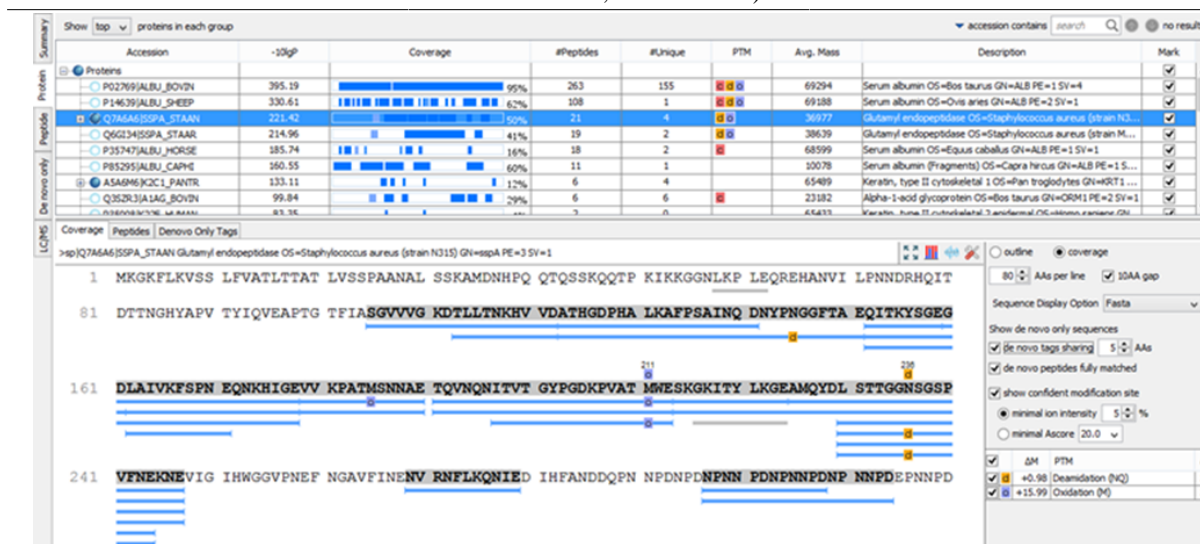 Show top proteins in each group accession contains search no result
Summary
Protein
Peptide
De novo only
LC/MS
Accession -10lgP Coverage #Peptides #Unique PTM Avg. Mass Description Mark
Proteins
P02769|ALBU_BOVIN 395.19 95% 263 155 c d o 69294 Serum albumin OS=Bos taurus GN=ALB PE=1 SV=4
P14639|ALBU_SHEEP 330.61 62% 108 1 c d o 69188 Serum albumin OS=Ovis aries GN=ALB PE=2 SV=1
Q7A6A6|SSPA_STAAN 221.42 50% 21 4 d o 36977 Glutamyl endopeptidase OS=Staphylococcus aureus (strain N3...
Q6GI34|SSPA_STAAR 214.96 41% 19 2 d o 38639 Glutamyl endopeptidase OS=Staphylococcus aureus (strain M...
P35747|ALBU_HORSE 185.74 16% 18 2 c 68599 Serum albumin OS=Equus caballus GN=ALB PE=1 SV=1
P85295|ALBU_CAPHI 160.55 60% 11 1 10078 Serum albumin (Fragments) OS=Capra hircus GN=ALB PE=1 S...
A5A6M6|K2C1_PANTR 133.11 12% 6 4 65489 Keratin, type II cytoskeletal 1 OS=Pan troglodytes GN=KRT1 ...
Q3SZR3|A1AG_BOVIN 99.84 29% 6 6 c 23182 Alpha-1-acid glycoprotein OS=Bos taurus GN=ORM1 PE=2 SV=1
Coverage Peptides Denovo Only Tags
>sp|Q7A6A6|SSPA_STAAN Glutamyl endopeptidase OS=Staphylococcus aureus (strain N315) GN=sspA PE=3 SV=1
1 MKGKFLKVSS LFVATLTTAT LVSSPAANAL SSKAMDNHPQ QTQSSKQQTP KIKKGGNLKP LEQREHANVI LPNNDRHQIT
81 DTTNGHYAPV TYIQVEAPTG TFIASGVVVG KDTLLTNKHV VDATHGDPHA LKAFPSAINQ DNYPNGGFTA EQITKYSGEG
d
211 238
o d
161 DLAIVKFSPN EQNKHIGEVV KPATMSNNAE TQVNQNITVT GYPGDKPVAT MWESKGKITY LKGEAMQYDL STTGGNSGSP
o o
o
d
d
241 VFNEKNEVIG IHWGGVPNEF NGAVFINENV RNFLKQNIED IHFANDDQPN NPDNPDNPNN PDNPNNPDNP NNPDEPNNPD
outline coverage
80 AAs per line 10AA gap
Sequence Display Option Fasta
Show de novo only sequences
de novo tags sharing 5 AAs
de novo peptides fully matched
show confident modification site
minimal ion intensity 5 %
minimal Ascore 20.0
ΔM PTM
d +0.98 Deamidation (NQ)
o +15.99 Oxidation (M)